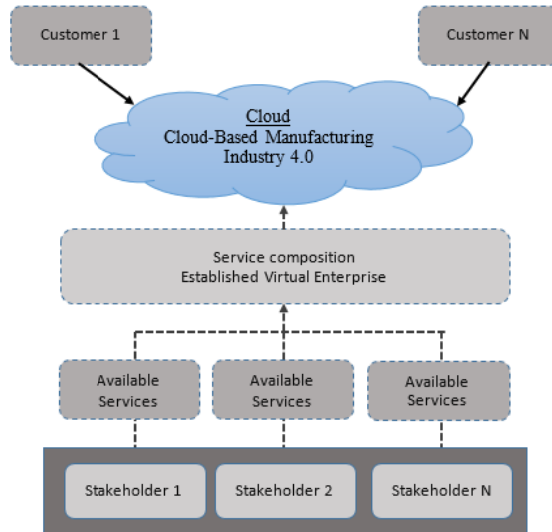 Customer 1
Customer N
Cloud
Cloud-Based Manufacturing
Industry 4.0
Service composition
Established Virtual Enterprise
Available
Services
Available
Services
Available
Services
Stakeholder 1
Stakeholder 2
Stakeholder N